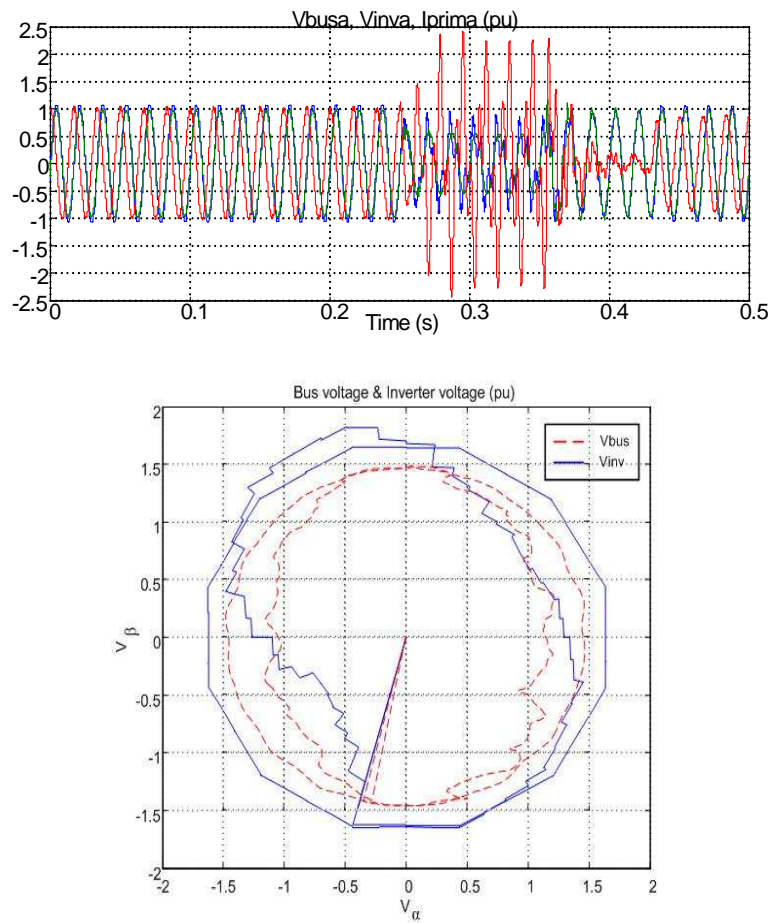 Vbusa, Vinva, Iprima (pu)
2.5
2
1.5
1
0.5
0
-0.5
-1
-1.5
-2
-2.5
0 0.1 0.2 0.3 0.4 0.5
Time (s)
Bus voltage & Inverter voltage (pu)
2
1.5
1
0.5
0
-0.5
-1
-1.5
-2
V β
Vbus
Vinv
-2 -1.5 -1 -0.5 0 0.5 1 1.5 2
V α